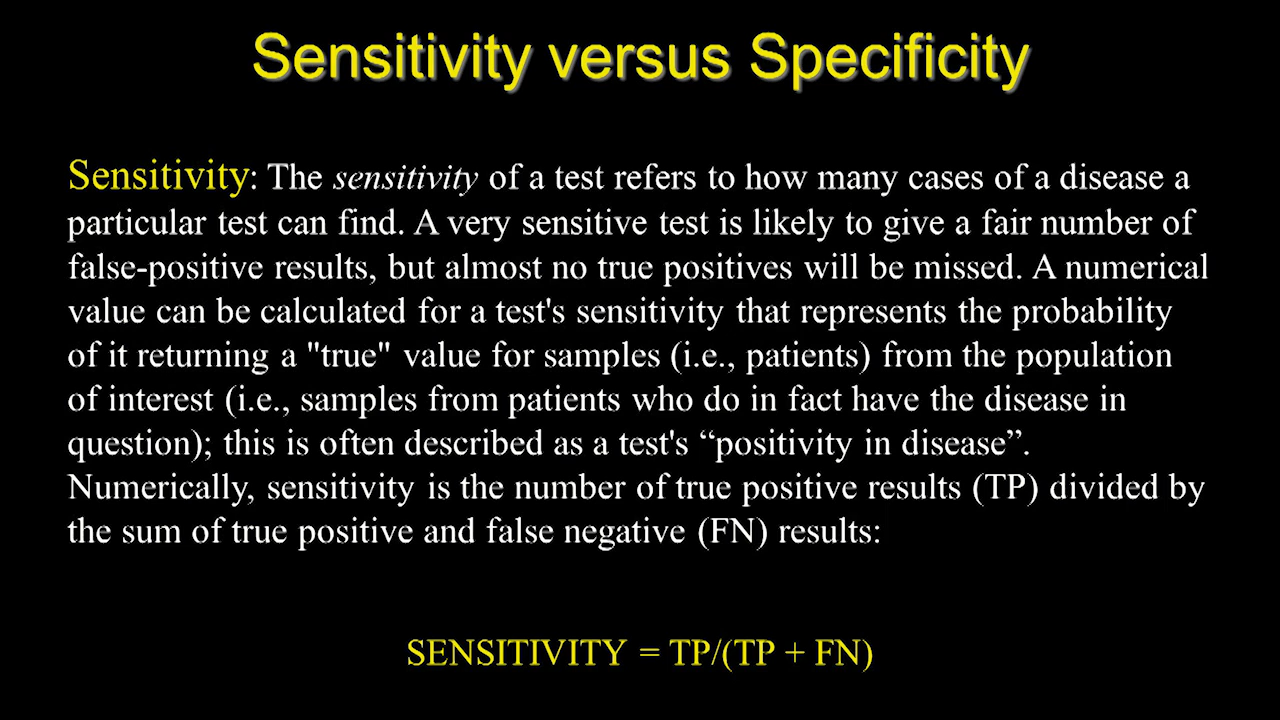 Sensitivity versus Specificity
Sensitivity: The sensitivity of a test refers to how many cases of a disease a
particular test can find. A very sensitive test is likely to give a fair number of
false-positive results, but almost no true positives will be missed. A numerical
value can be calculated for a test's sensitivity that represents the probability
of it returning a "true" value for samples (i.e., patients) from the population
of interest (i.e., samples from patients who do in fact have the disease in
question); this is often described as a test's “positivity in disease”.
Numerically, sensitivity is the number of true positive results (TP) divided by
the sum of true positive and false negative (FN) results:
SENSITIVITY = TP/(TP + FN)